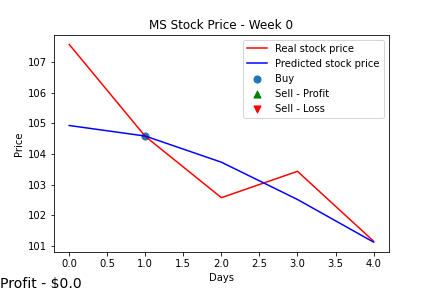 MS Stock Price - Week 0
Real stock price
Predicted stock price
Buy
Sell - Profit
Sell - Loss
Price
107
106
105
104
103
102
101
0.0 0.5 1.0 1.5 2.0 2.5 3.0 3.5 4.0
Days
Profit - $0.0